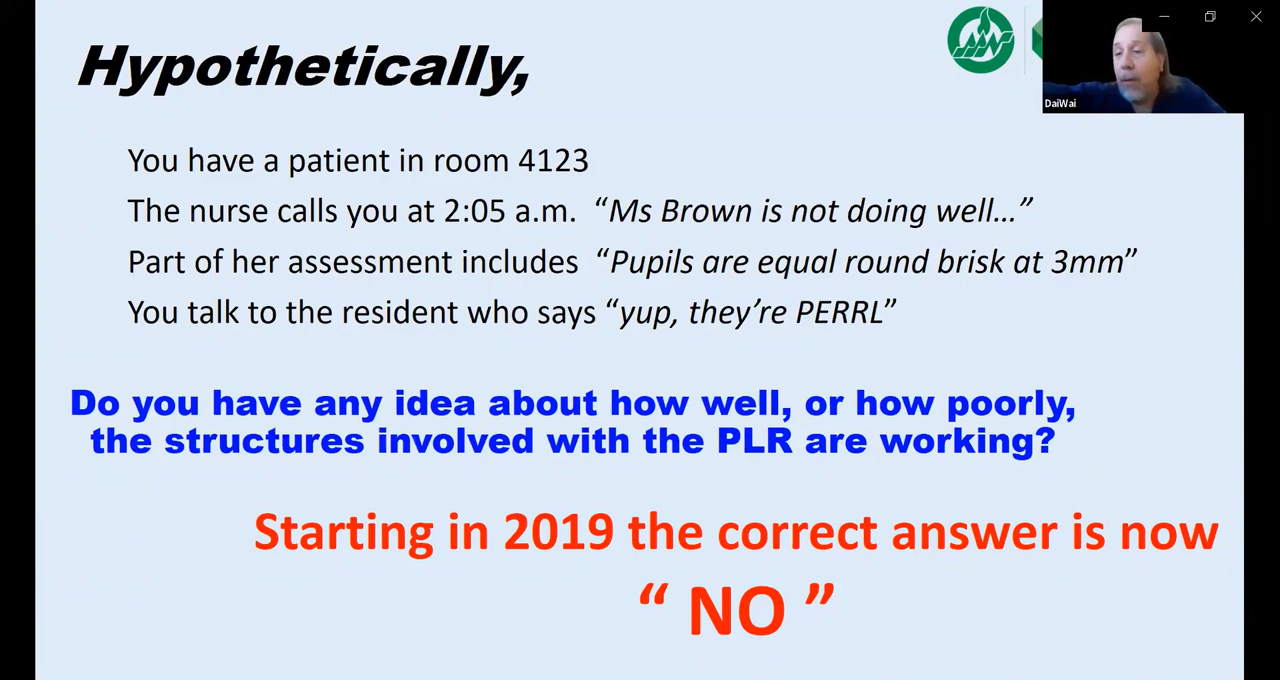 Hypothetically,
DaiWai
You have a patient in room 4123
The nurse calls you at 2:05 a.m. “Ms Brown is not doing well…”
Part of her assessment includes “Pupils are equal round brisk at 3mm”
You talk to the resident who says “yup, they’re PERRL”
Do you have any idea about how well, or how poorly,
the structures involved with the PLR are working?
Starting in 2019 the correct answer is now
“ NO ”